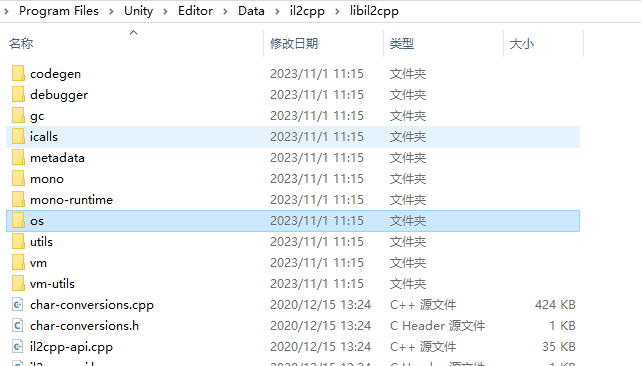 Program Files > Unity > Editor > Data > il2cpp > libil2cpp
名称 修改日期 类型 大小
codegen 2023/11/1 11:15 文件夹
debugger 2023/11/1 11:15 文件夹
gc 2023/11/1 11:15 文件夹
icalls 2023/11/1 11:15 文件夹
metadata 2023/11/1 11:15 文件夹
mono 2023/11/1 11:15 文件夹
mono-runtime 2023/11/1 11:15 文件夹
os 2023/11/1 11:15 文件夹
utils 2023/11/1 11:15 文件夹
vm 2023/11/1 11:15 文件夹
vm-utils 2023/11/1 11:15 文件夹
char-conversions.cpp 2020/12/15 13:24 C++ 源文件 424 KB
char-conversions.h 2020/12/15 13:24 C Header 源文件 1 KB
il2cpp-api.cpp 2020/12/15 13:24 C++ 源文件 35 KB
2020/12/15 13:24 C Header 源文件 1 KB